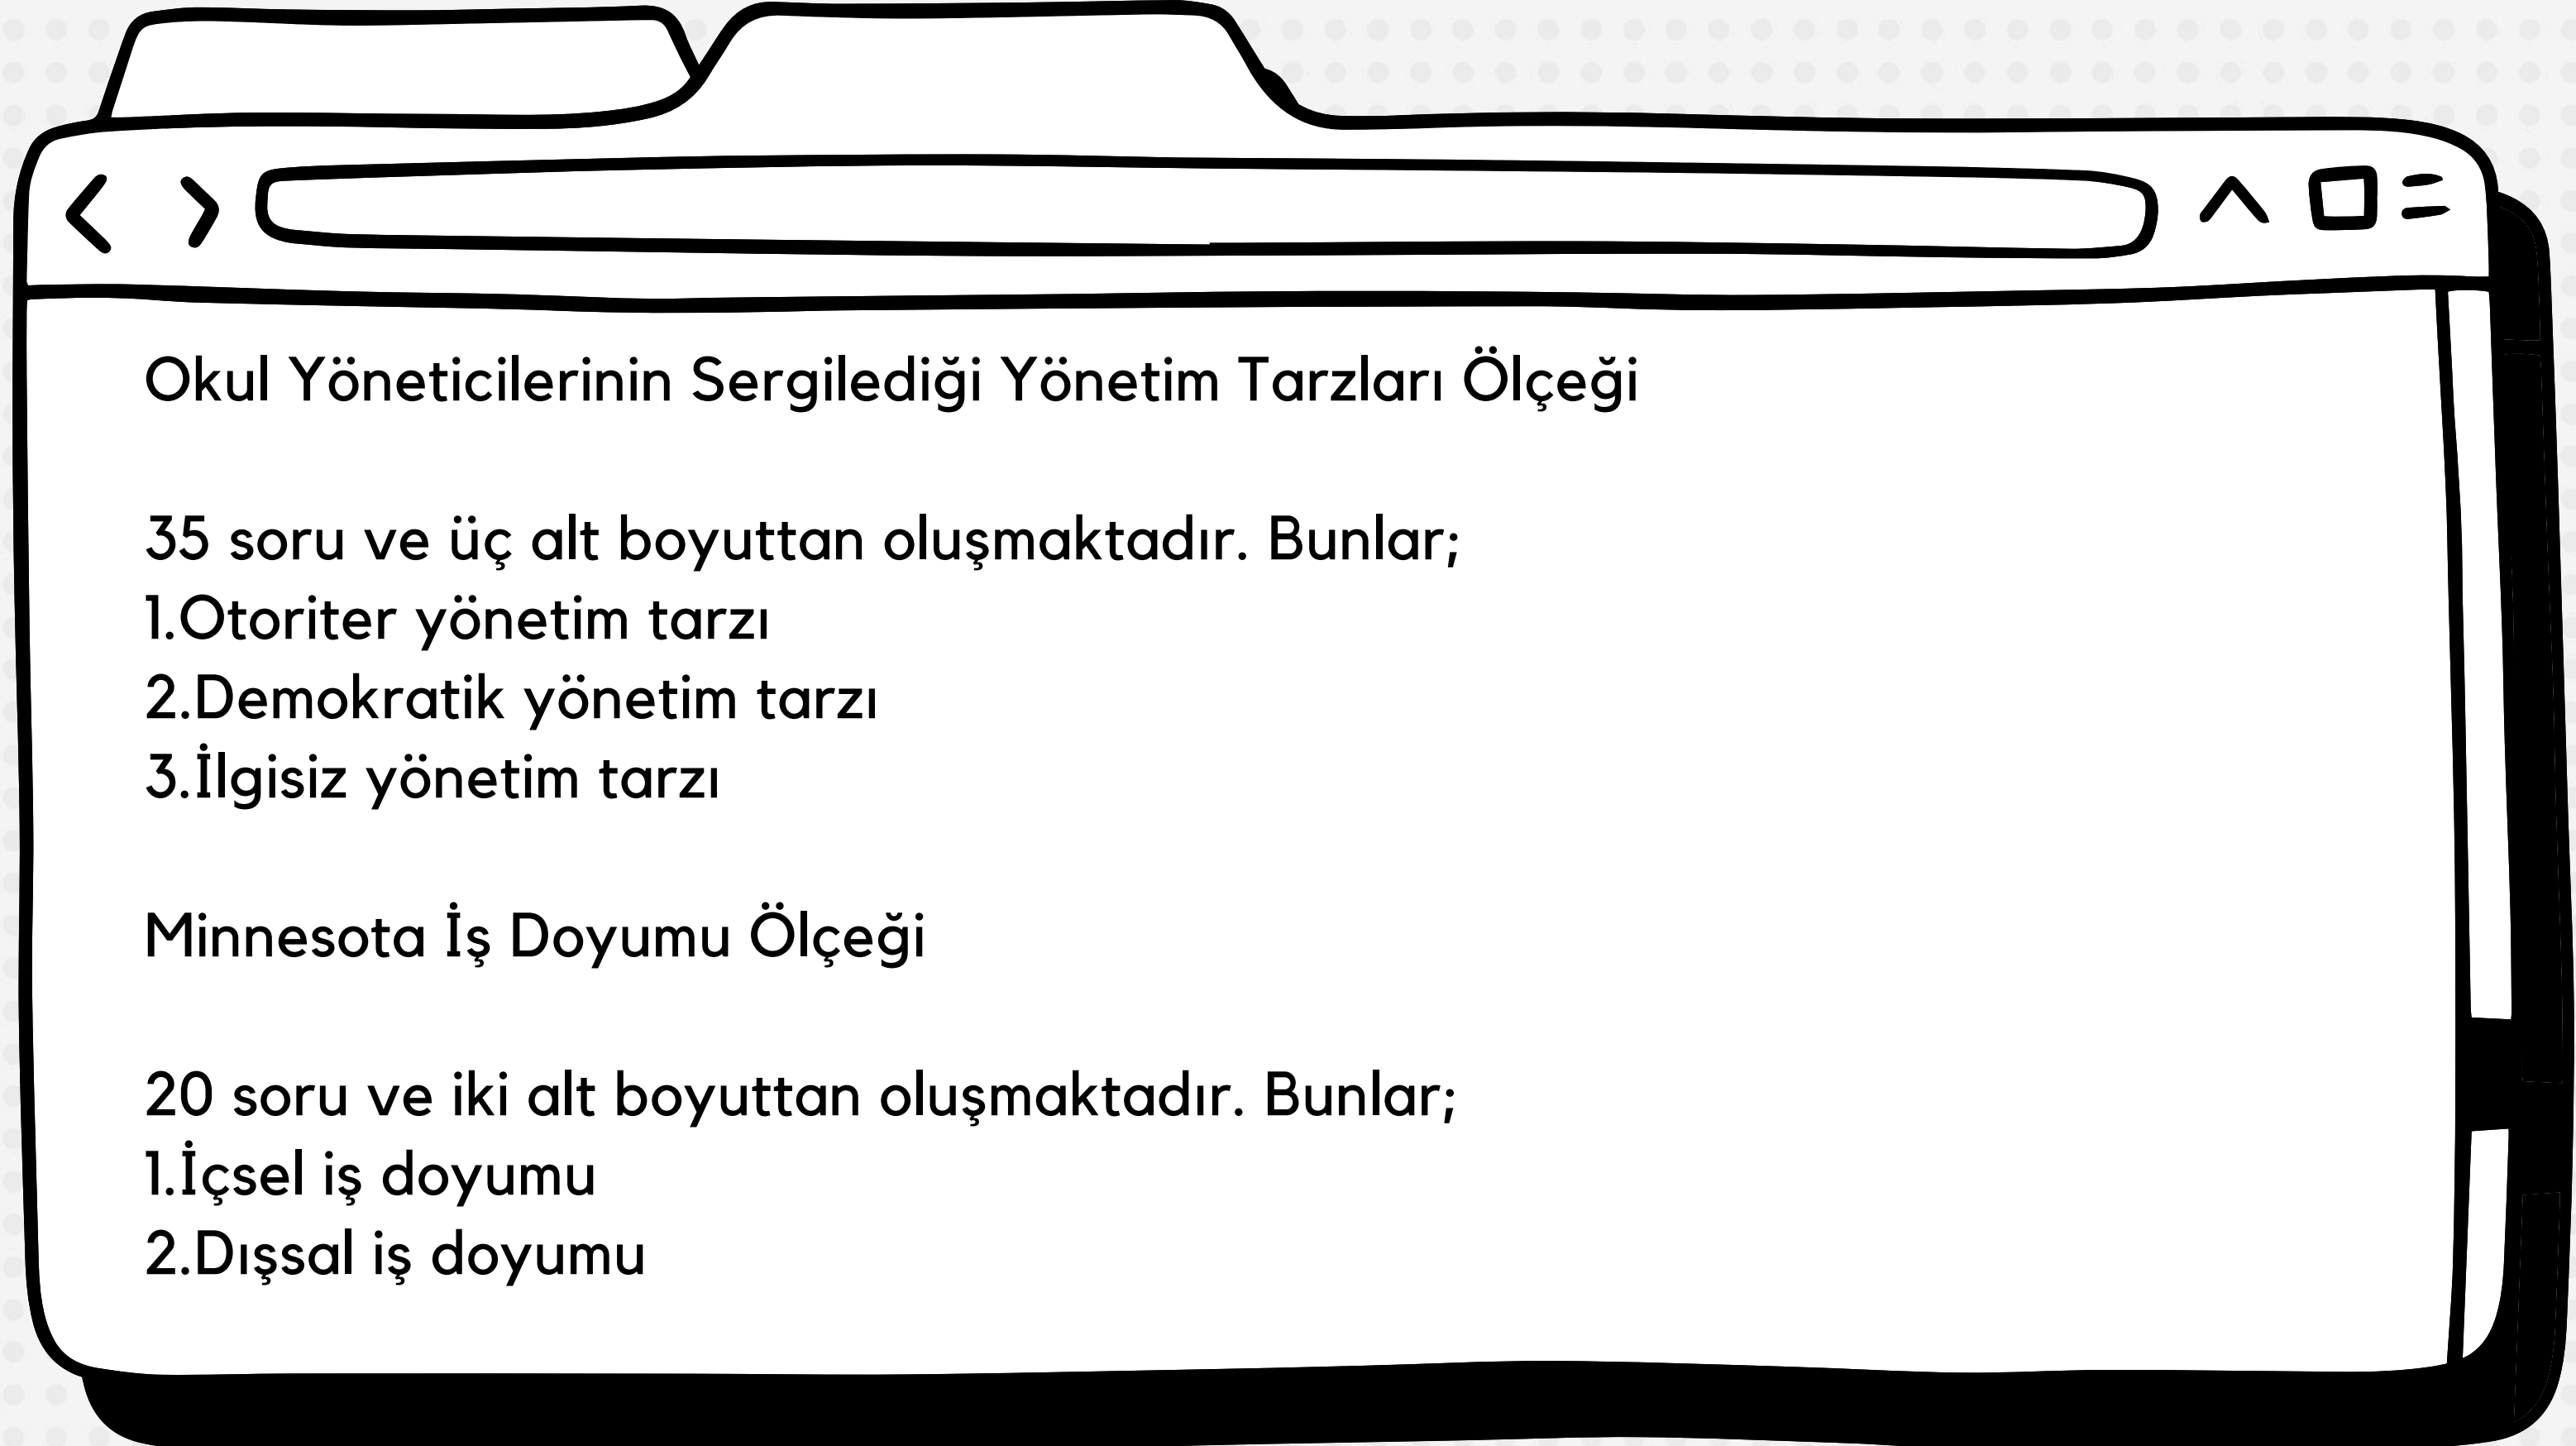 Okul Yöneticilerinin Sergilediği Yönetim Tarzları Ölçeği
35 soru ve üç alt boyuttan oluşmaktadır. Bunlar;
1.Otoriter yönetim tarzı
2.Demokratik yönetim tarzı
3.İlgisiz yönetim tarzı
Minnesota İş Doyumu Ölçeği
20 soru ve iki alt boyuttan oluşmaktadır. Bunlar;
1.İçsel iş doyumu
2.Dışsal iş doyumu